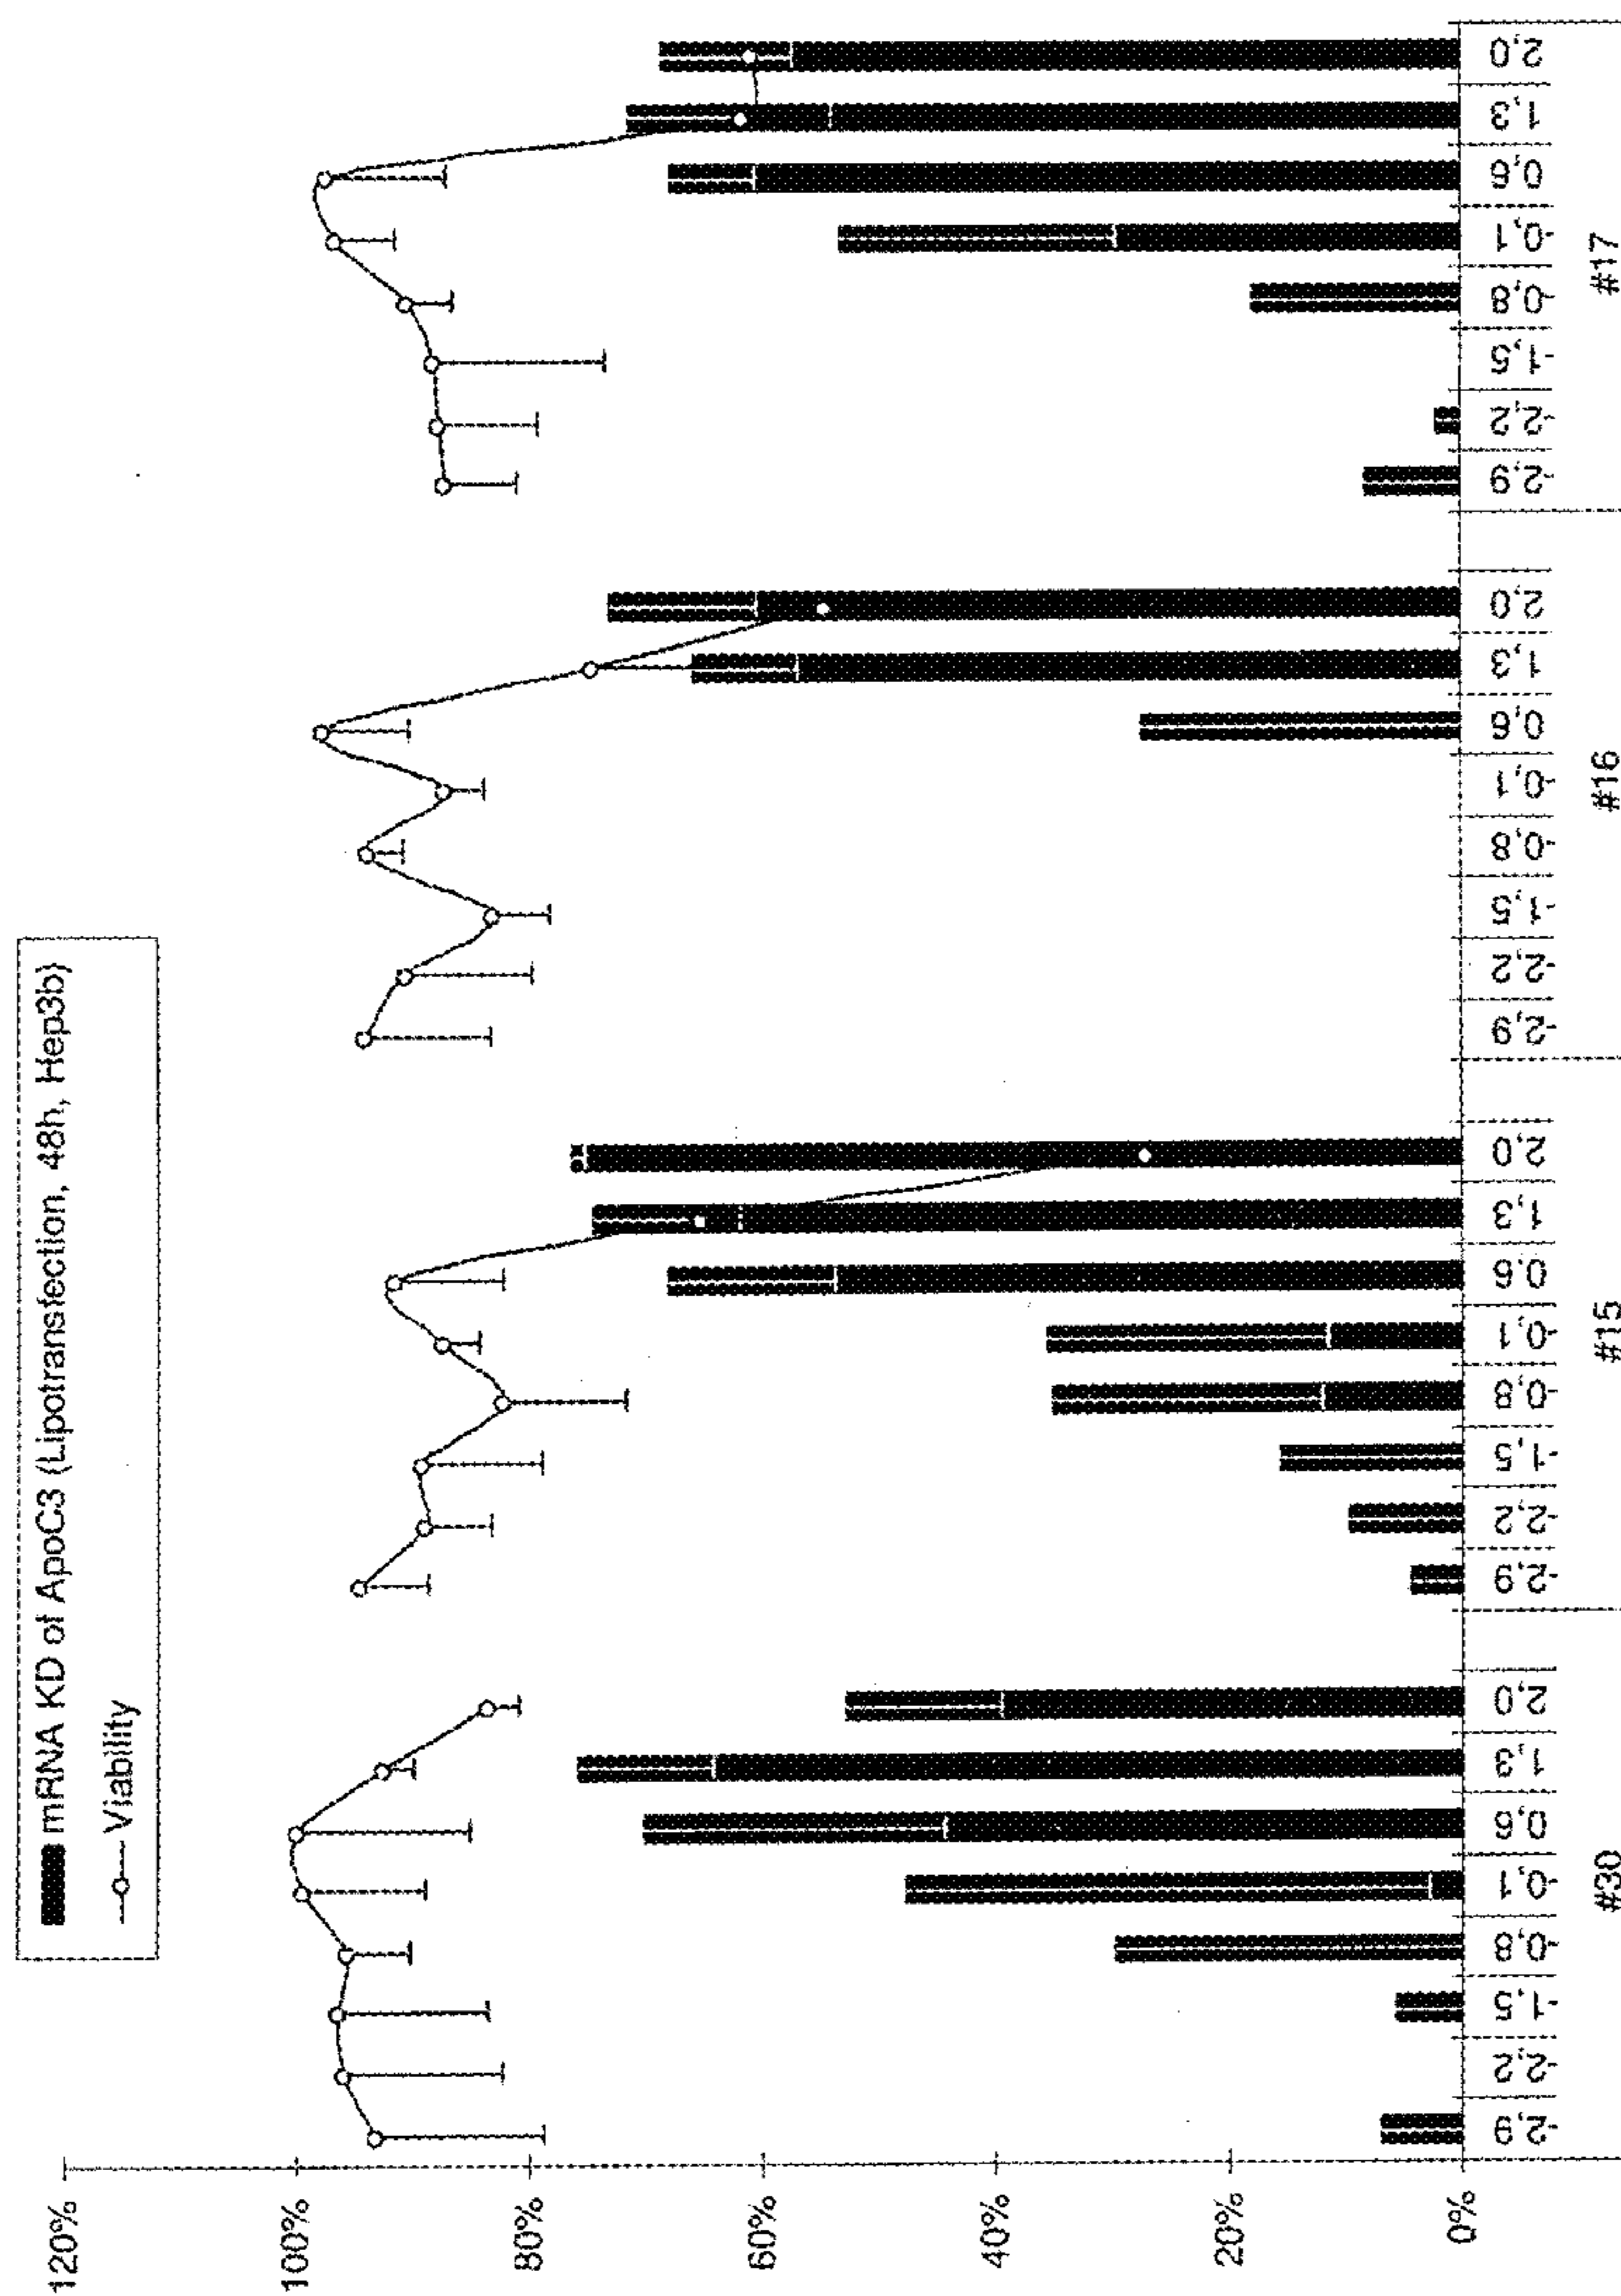 mRNA KD of ApoC3 (Lipotransfection, 48h, Hep3b)
Viability
120%
100%
80%
60%
40%
20%
0%
-2,9 -2,2 -1,5 -0,8 -0,1 0,6 1,3 2,0 -2,9 -2,2 -1,5 -0,8 -0,1 0,6 1,3 2,0 -2,9 -2,2 -1,5 -0,8 -0,1 0,6 1,3 2,0 -2,9 -2,2 -1,5 -0,8 -0,1 0,6 1,3 2,0
#30 #15 #16 #17